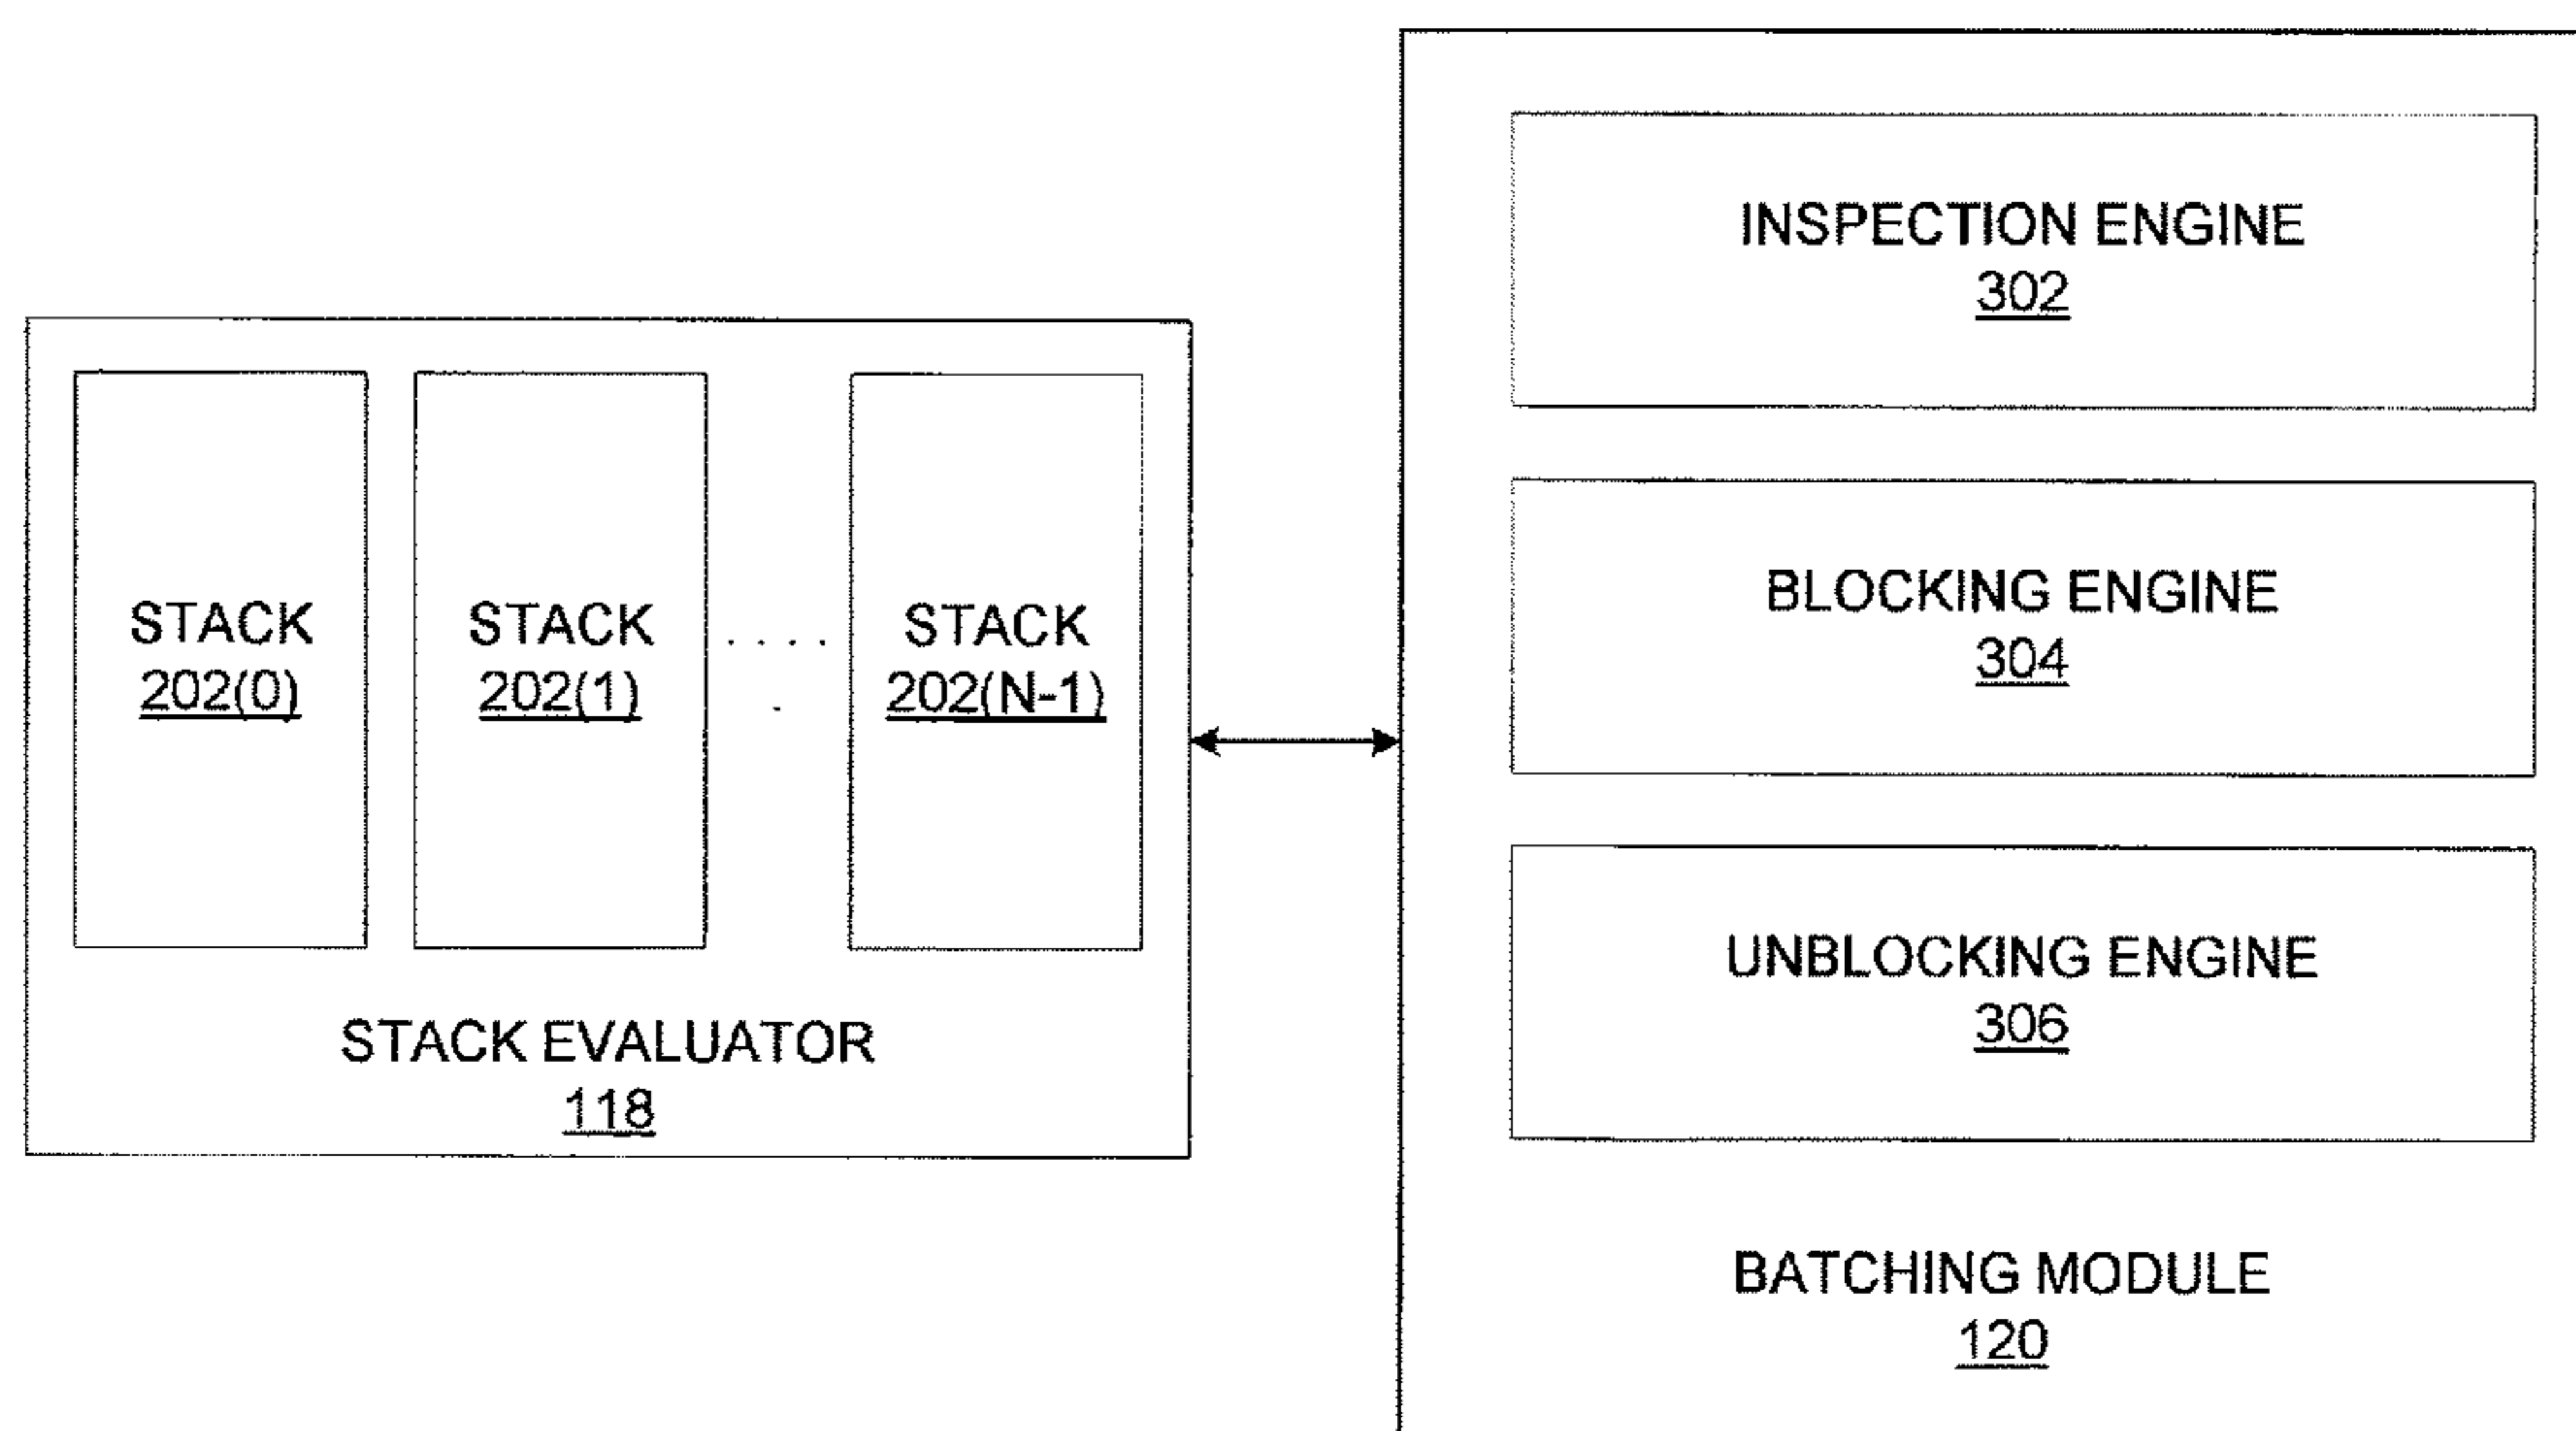 INSPECTION ENGINE
302
BLOCKING ENGINE
304
STACK
202(0)
STACK
202(1)
. . . . .
STACK
202(N-1)
UNBLOCKING ENGINE
306
STACK EVALUATOR
118
BATCHING MODULE
120